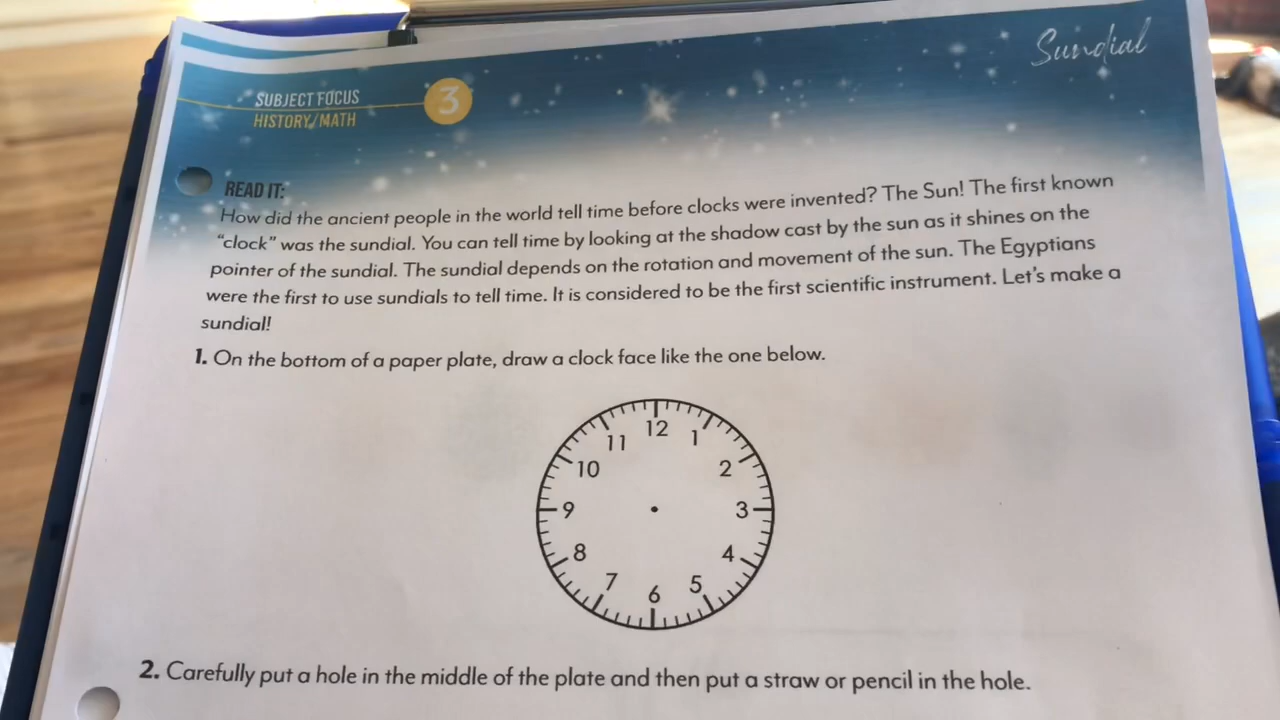 Sundial
SUBJECT FOCUS
HISTORY/MATH
3
READ IT:
How did the ancient people in the world tell time before clocks were invented? The Sun! The first known
“clock” was the sundial. You can tell time by looking at the shadow cast by the sun as it shines on the
pointer of the sundial. The sundial depends on the rotation and movement of the sun. The Egyptians
were the first to use sundials to tell time. It is considered to be the first scientific instrument. Let’s make a
sundial!
1. On the bottom of a paper plate, draw a clock face like the one below.
12
1
2
3
4
5
6
7
8
9
10
11
2. Carefully put a hole in the middle of the plate and then put a straw or pencil in the hole.